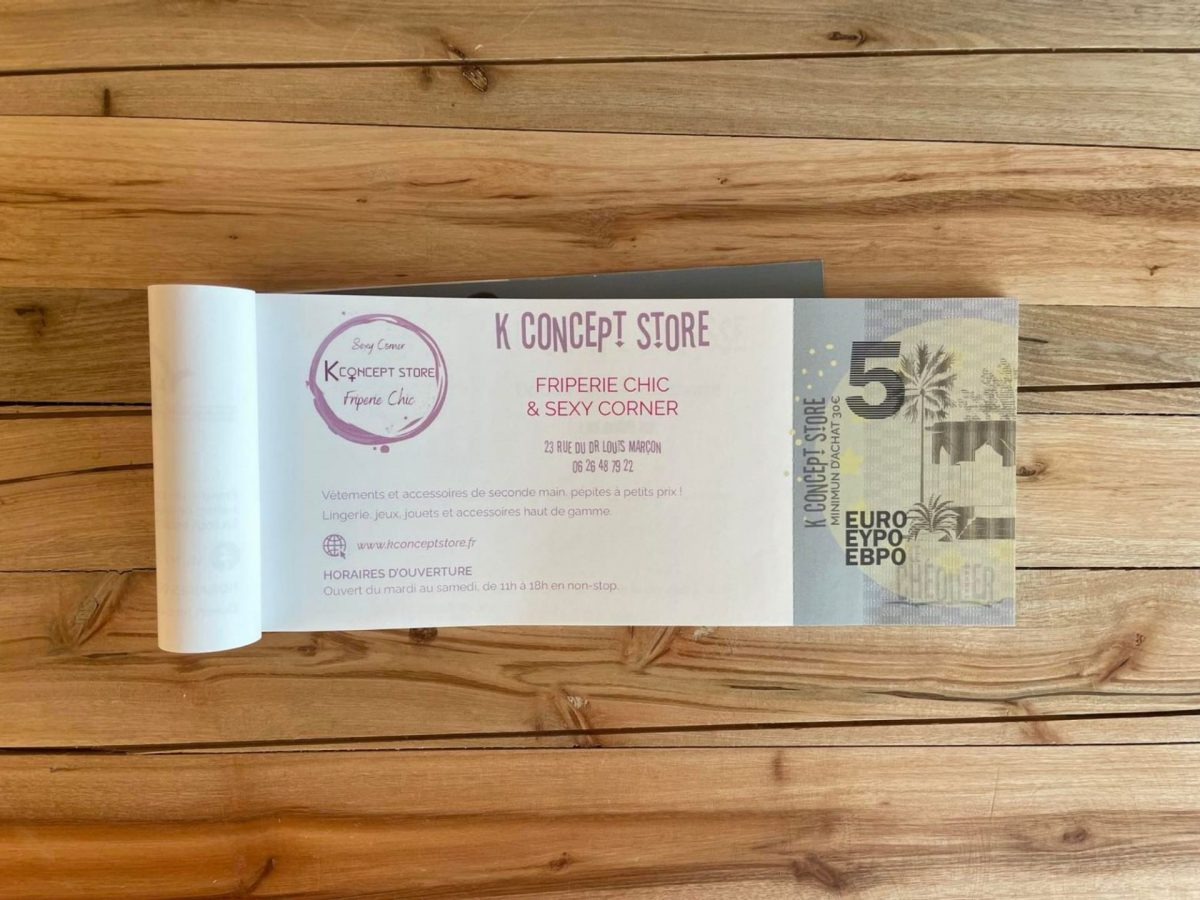 Sexy Corner
K CONCEPT STORE
Friperie Chic
K CONCEPT STORE
FRIPERIE CHIC
& SEXY CORNER
23 RUE DU DR LOUIS MARÇON
06 26 48 79 22
Vêtements et accessoires de seconde main, pépites à petits prix !
Lingerie, jeux, jouets et accessoires haut de gamme.
www.kconceptstore.fr
HORAIRES D'OUVERTURE
Ouvert du mardi au samedi, de 11h à 18h en non-stop.
K CONCEPT STORE
MINIMUN D'ACHAT 30€
5
EURO
EYPO
ЕВРО